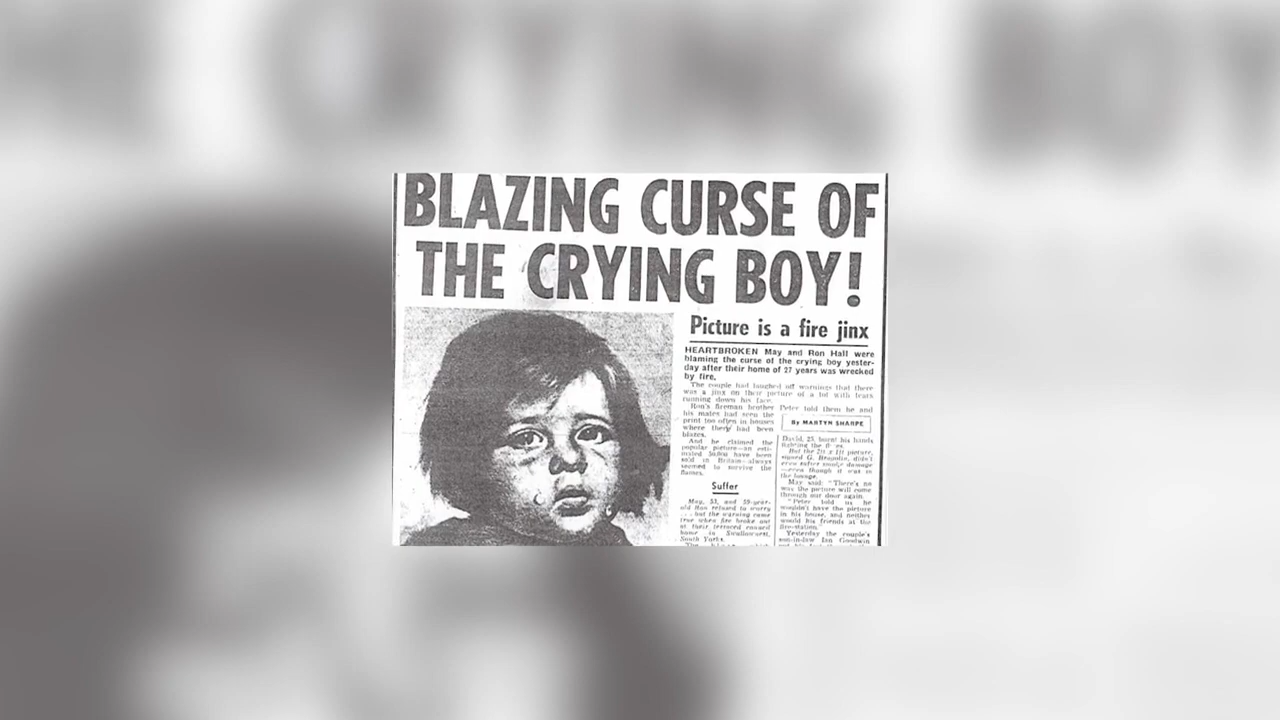 BLAZING CURSE OF
THE CRYING BOY!
Picture is a fire jinx
HEARTBROKEN May and Ron Hall were
blaming the curse of the crying boy yester-
day after their home of 27 years was wrecked
by fire.
The couple had laughed off warnings that there
was a jinx on their picture of a lot with tears
running down his face.
Ron's fireman brother
his mates had seen the
print too often in houses
where they had been
blazes.
And he claimed the
popular picture—an esti-
mated have been
sold in Britain—always
seemed to survive the
flames.
Suffer
May, 53, and 59-year-
old Ron refused to worry
... but the warning came
true when fire broke out
at their terraced council
home in Swallownest,
South Yorks.
Peter told them he and
By MARTYN SHARPE
David, 25, burnt his hands
fighting the
But the picture,
signed G. didn't
even suffer smoke damage
—even though it was in
the lounge.
May said: "There's no
was the picture will come
through our door again.
"Peter told us he
wouldn't have the picture
in his house, and neither
would his friends at the
fire-station."
Yesterday the couple's
son-in-law Ian Goodwin